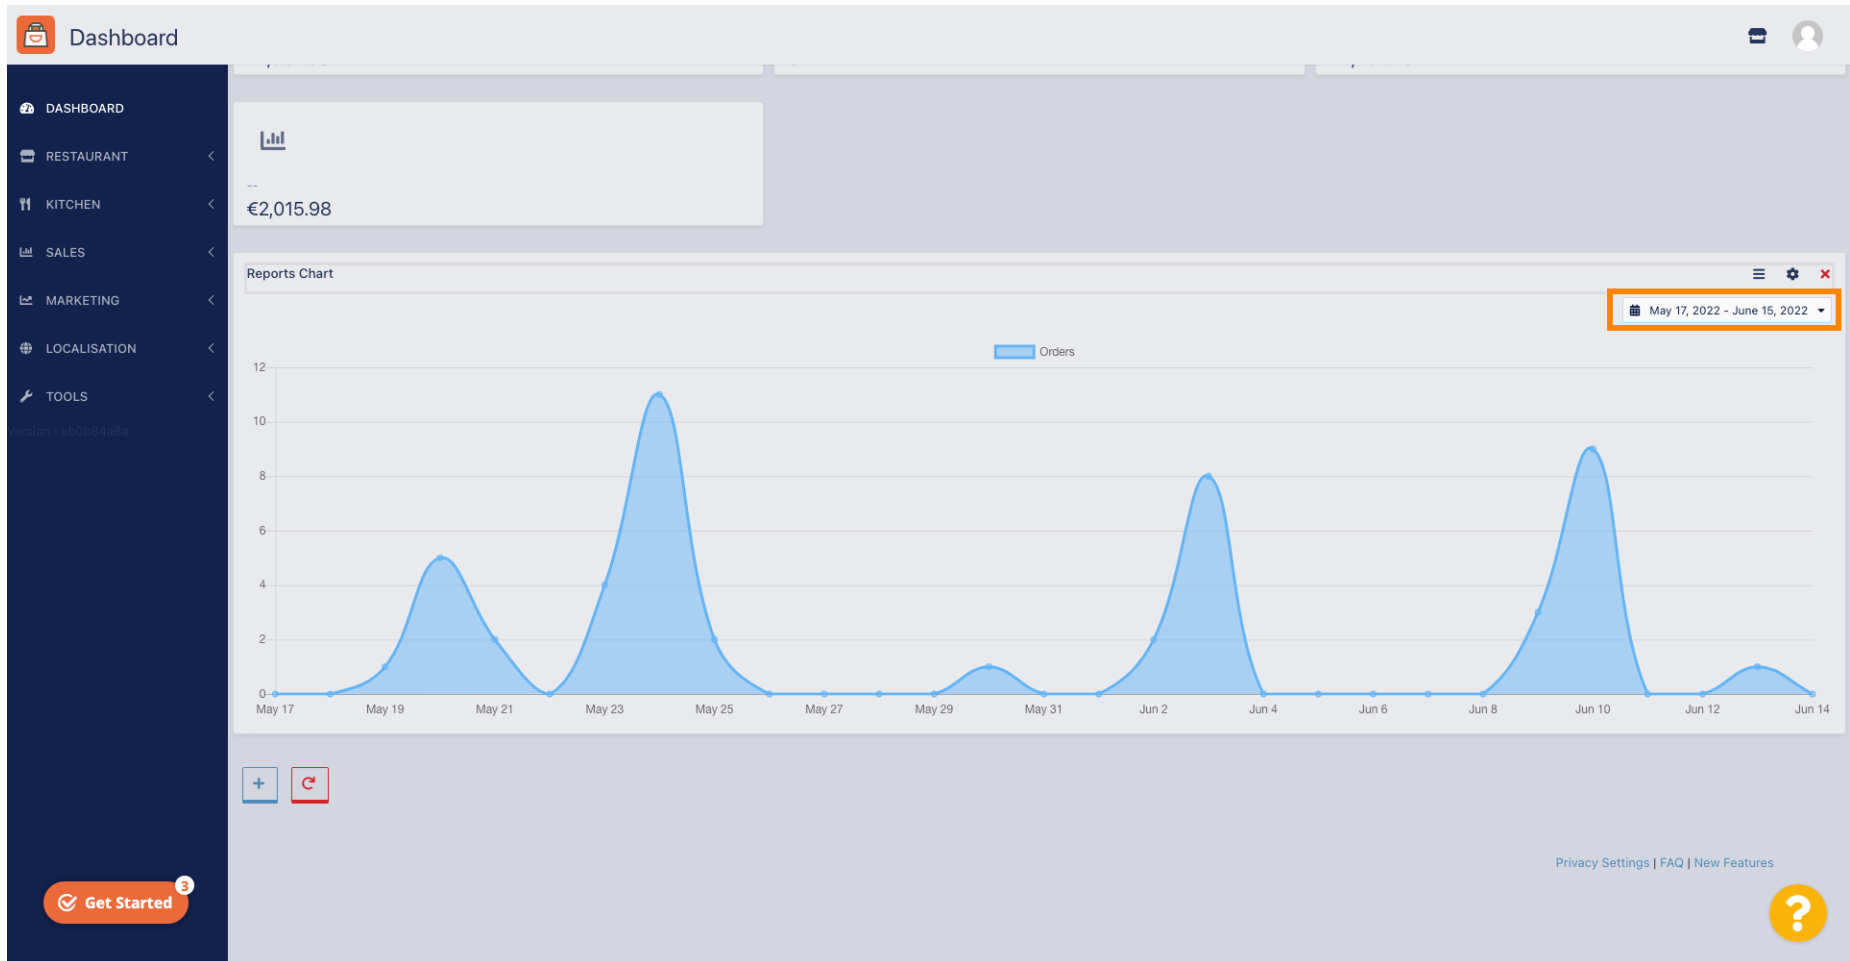 Dashboard
DASHBOARD
RESTAURANT
KITCHEN
SALES
MARKETING
LOCALISATION
TOOLS
Version : eb0b84a8a
--
€2,015.98
Reports Chart
May 17, 2022 - June 15, 2022
Orders
12
10
8
6
4
2
0
May 17 May 19 May 21 May 23 May 25 May 27 May 29 May 31 Jun 2 Jun 4 Jun 6 Jun 8 Jun 10 Jun 12 Jun 14
Privacy Settings | FAQ | New Features
3
Get Started
?